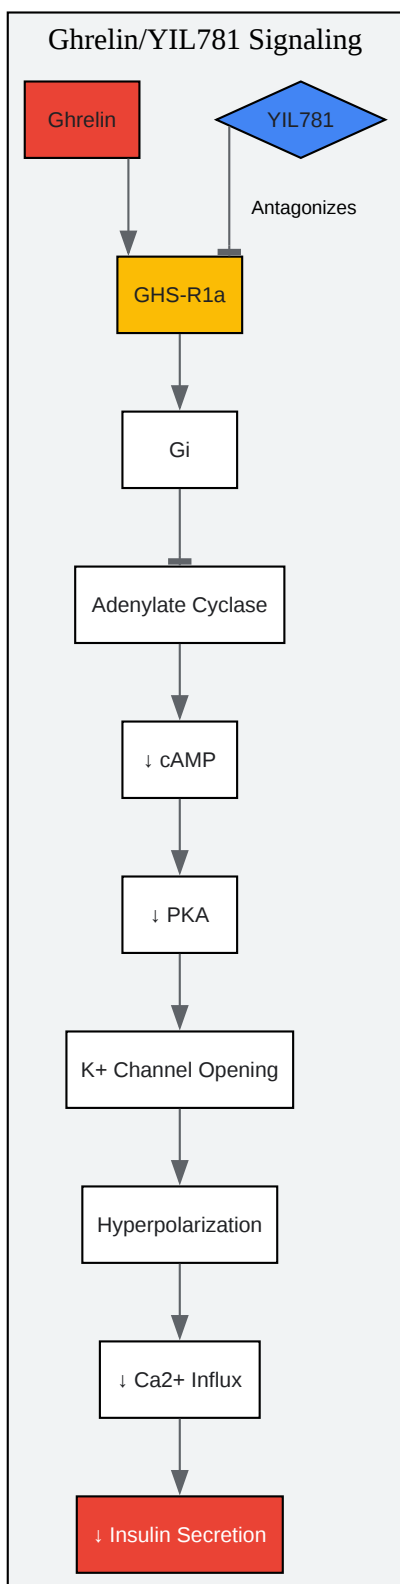 Ghrelin/YIL781 Signaling
Ghrelin
YIL781
Antagonizes
GHS-R1a
Gi
Adenylate Cyclase
↓ cAMP
↓ PKA
K+ Channel Opening
Hyperpolarization
↓ Ca2+ Influx
↓ Insulin Secretion